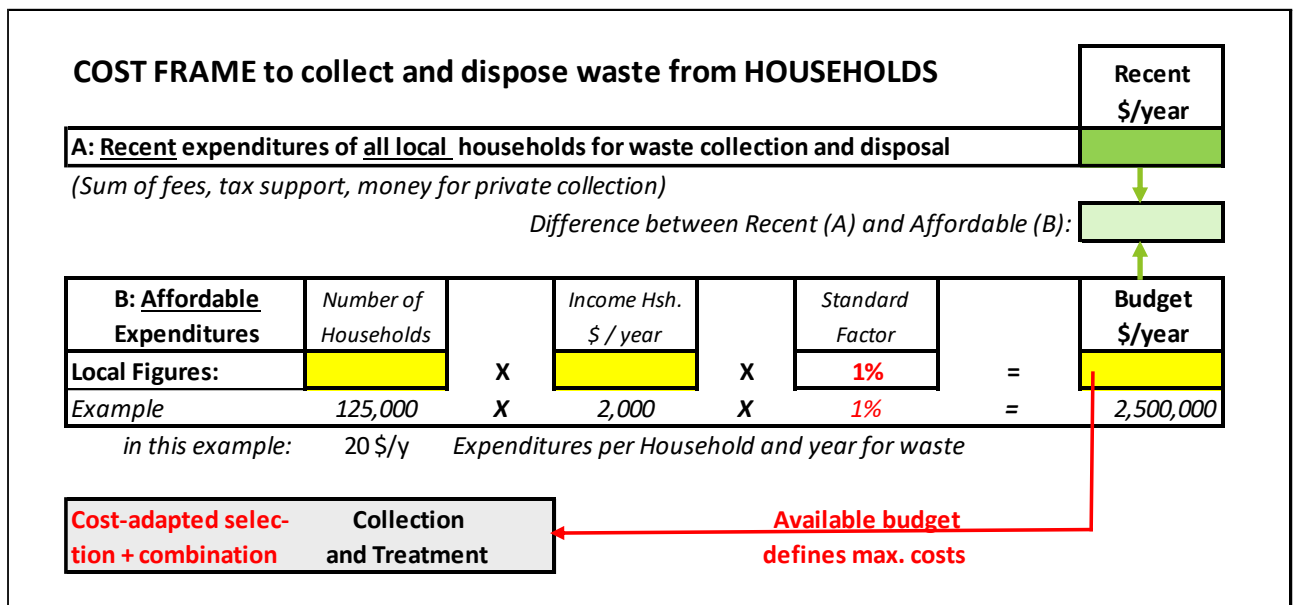 COST FRAME to collect and dispose waste from HOUSEHOLDS
Recent
$/year
A: Recent expenditures of all local households for waste collection and disposal
(Sum of fees, tax support, money for private collection)
Difference between Recent (A) and Affordable (B):
B: Affordable Number of Income Hsh. Standard Budget
Expenditures Households $ / year Factor $/year
Local Figures: X X 1% =
Example 125,000 X 2,000 X 1% = 2,500,000
in this example: 20 $/y Expenditures per Household and year for waste
Cost-adapted selec- Collection Available budget
tion + combination and Treatment defines max. costs